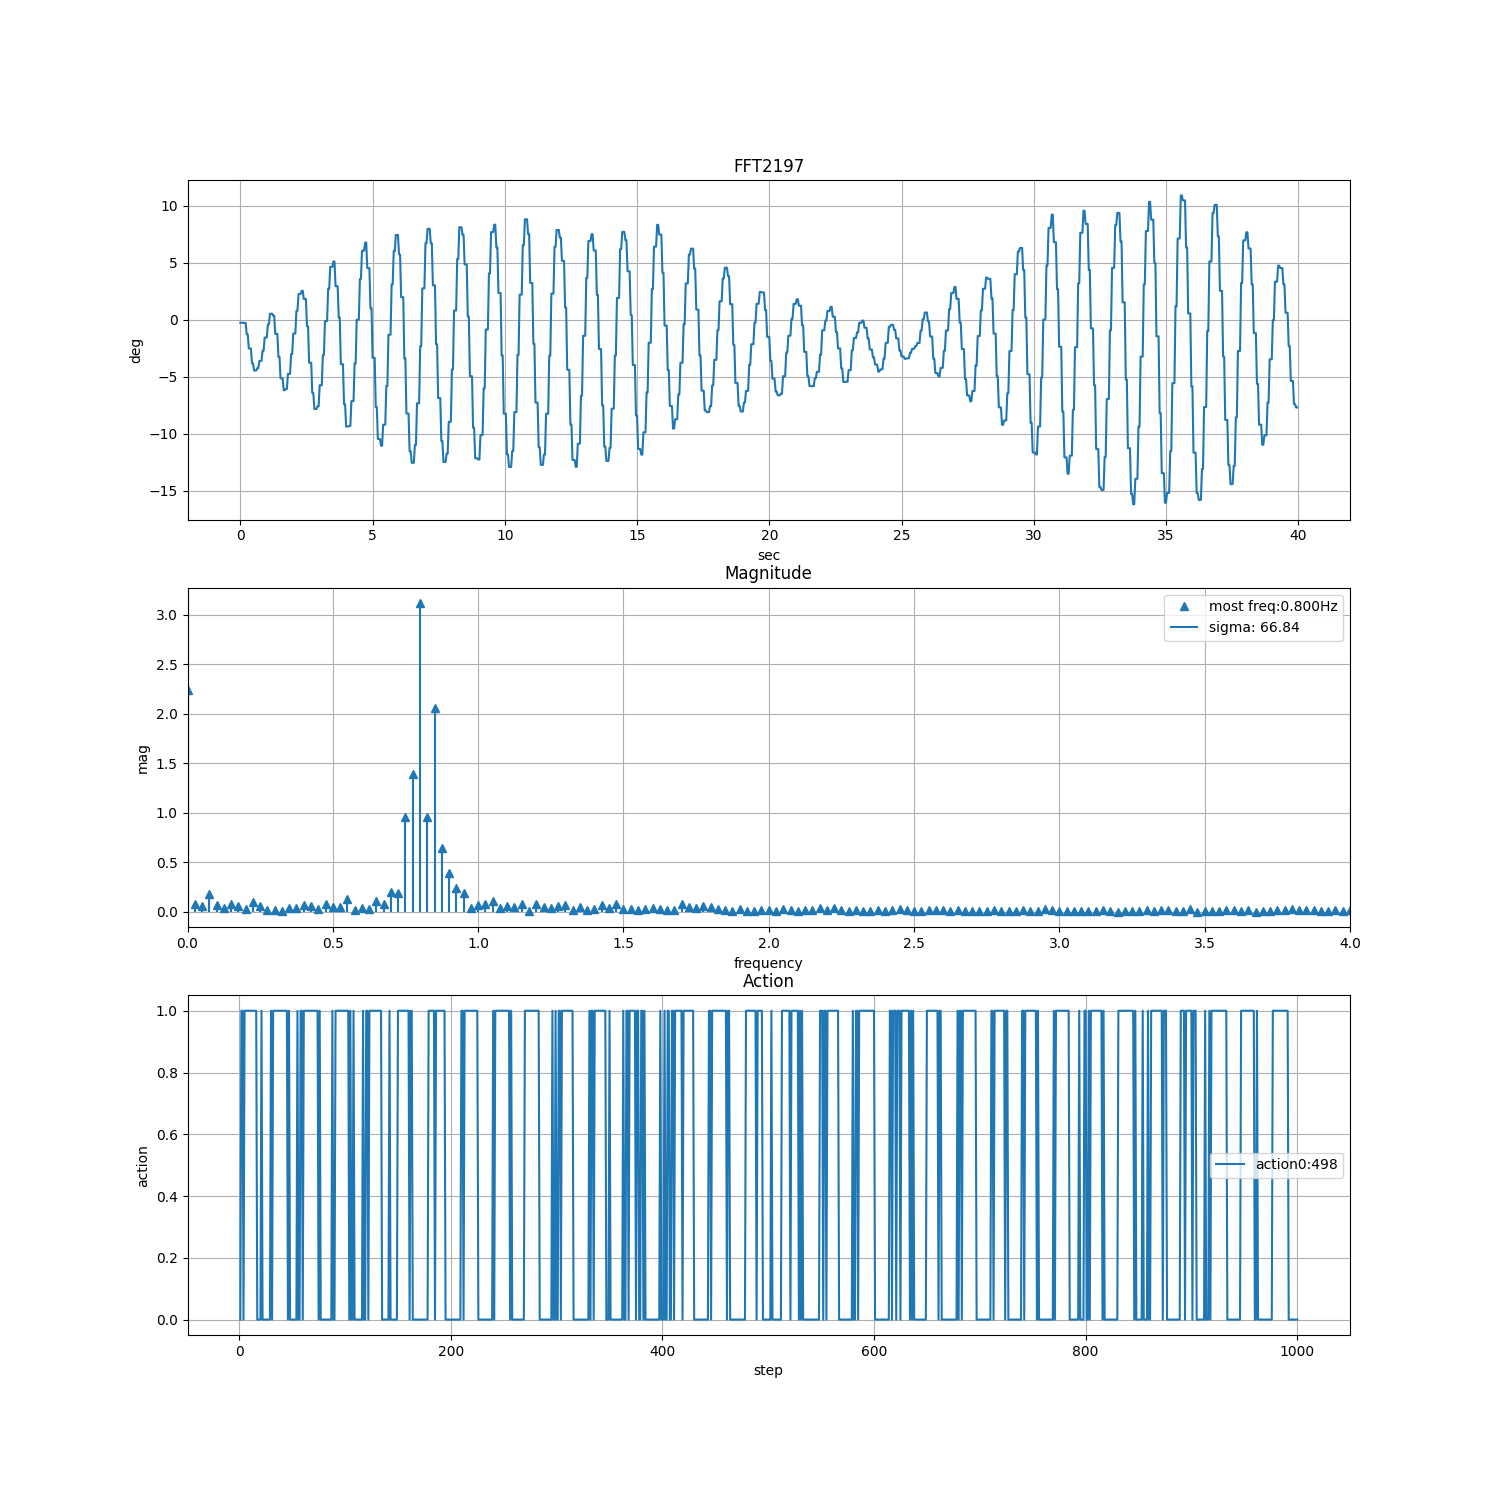 FFT2197
10
5
0
−5
−10
−15
deg
0 5 10 15 20 25 30 35 40
sec
Magnitude
3.0
2.5
2.0
1.5
1.0
0.5
0.0
mag
most freq:0.800Hz
sigma: 66.84
0.0 0.5 1.0 1.5 2.0 2.5 3.0 3.5 4.0
frequency
Action
1.0
0.8
0.6
0.4
0.2
0.0
action
action0:498
0 200 400 600 800 1000
step